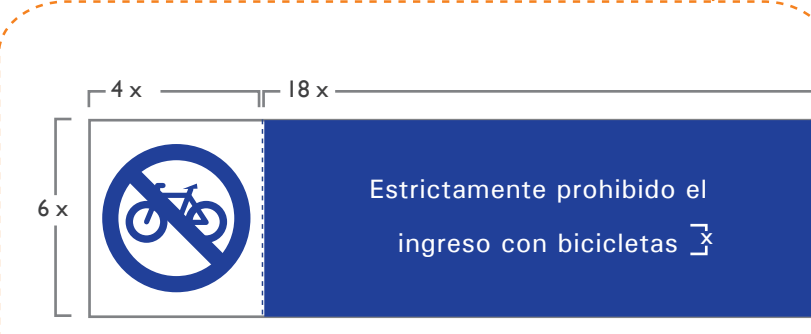 4 x 18 x
6 x
Estrictamente prohibido el
ingreso con bicicletas x